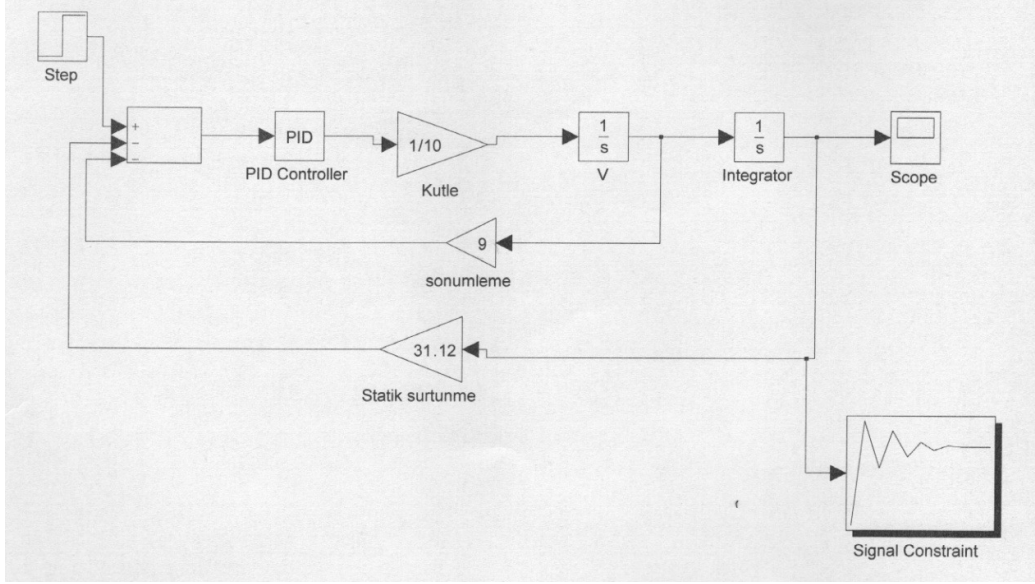 Step
+
−
−
PID
PID Controller
1/10
Kutle
1
s
V
1
s
Integrator
Scope
9
sonumleme
31.12
Statik surtunme
Signal Constraint